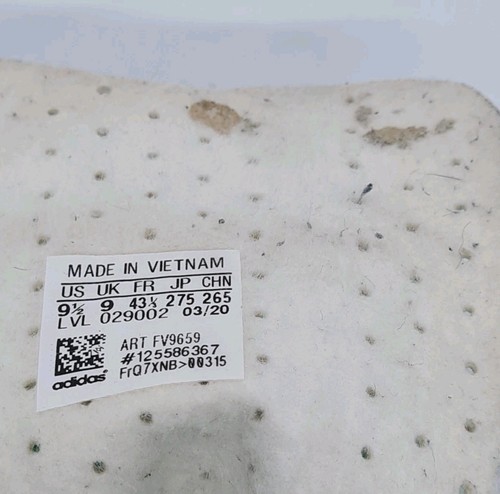 MADE IN VIETNAM
US UK FR JP CHN
9½ 9 43⅓ 275 265
LVL 029002 03/20
ART FV9659
#125586367
FrQ7XNB>00315
adidas